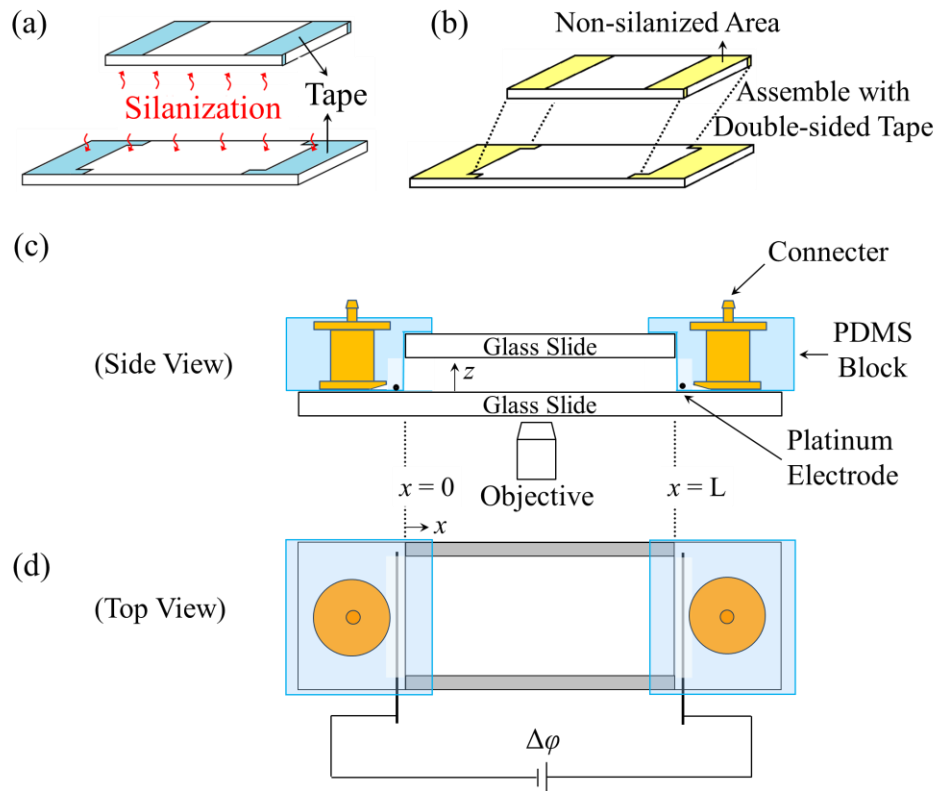 (a)
Silanization
Tape
(b)
Non-silanized Area
Assemble with
Double-sided Tape
(c)
Connecter
(Side View)
Glass Slide
PDMS
Block
z
Glass Slide
Platinum
Electrode
x = 0
Objective
x = L
x
(d)
(Top View)
Δφ